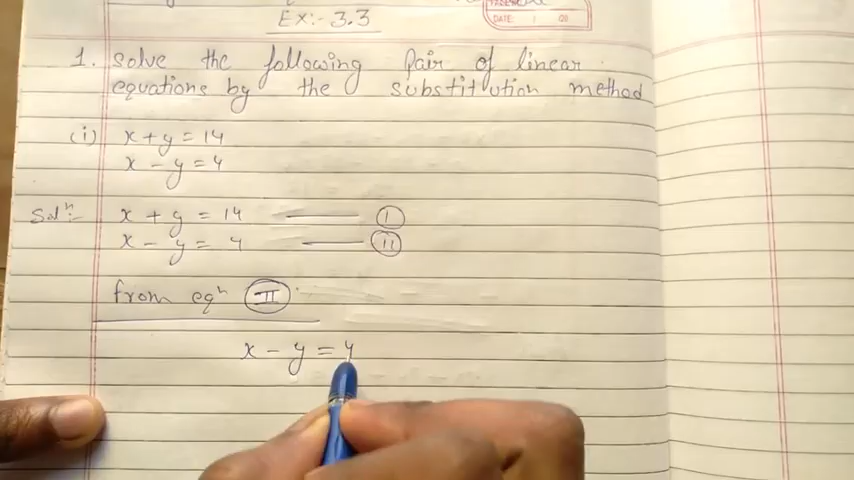 DATE:
Ex:- 3.3
1. solve the following pair of linear
equations by the substitution method
(i) x + y = 14
x - y = 4
Solⁿ:- x + y = 14 —— I
x - y = 4 —— II
from eqⁿ II
x - y = 4